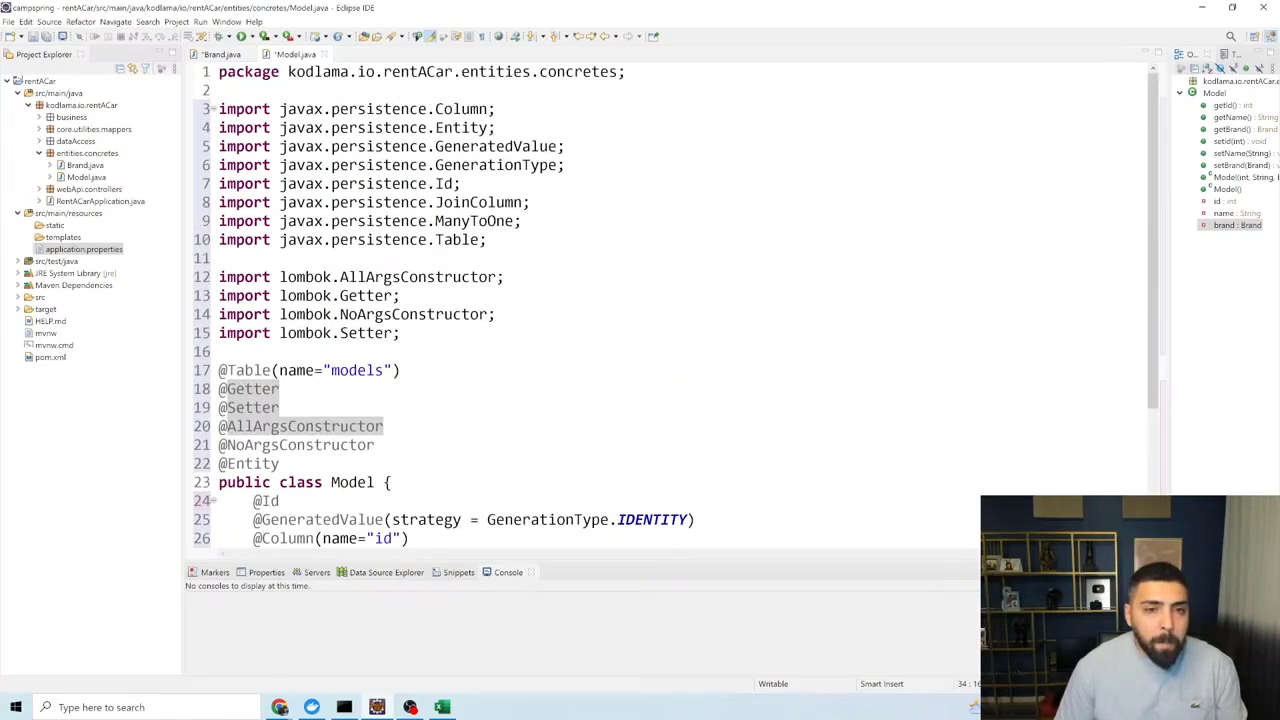 campspring - rentACar/src/main/java/kodlama/io/rentACar/entities/concretes/Model.java - Eclipse IDE
File Edit Source Refactor Navigate Search Project Run Window Help
Project Explorer
*Brand.java
*Model.java
rentACar
src/main/java
kodlama.io.rentACar
business
core.utilities.mappers
dataAccess
entities.concretes
Brand.java
Model.java
webApi.controllers
RentACarApplication.java
src/main/resources
static
templates
application.properties
src/test/java
JRE System Library [jre]
Maven Dependencies
src
target
HELP.md
mvnw
mvnw.cmd
pom.xml
1 package kodlama.io.rentACar.entities.concretes;
2
3 import javax.persistence.Column;
4 import javax.persistence.Entity;
5 import javax.persistence.GeneratedValue;
6 import javax.persistence.GenerationType;
7 import javax.persistence.Id;
8 import javax.persistence.JoinColumn;
9 import javax.persistence.ManyToOne;
10 import javax.persistence.Table;
11
12 import lombok.AllArgsConstructor;
13 import lombok.Getter;
14 import lombok.NoArgsConstructor;
15 import lombok.Setter;
16
17 @Table(name="models")
18 @Getter
19 @Setter
20 @AllArgsConstructor
21 @NoArgsConstructor
22 @Entity
23 public class Model {
24 @Id
25 @GeneratedValue(strategy = GenerationType.IDENTITY)
26 @Column(name="id")
O...
T...
kodlama.io.rentACar.
Model
getId() : int
getName() : String
getBrand() : Brand
setId(int) : void
setName(String) :
setBrand(Brand) :
Model(int, String, B
Model()
id : int
name : String
brand : Brand
Markers Properties Servers Data Source Explorer Snippets Console
No consoles to display at this time.
Writable
Smart Insert
34 : 16
Type here to search